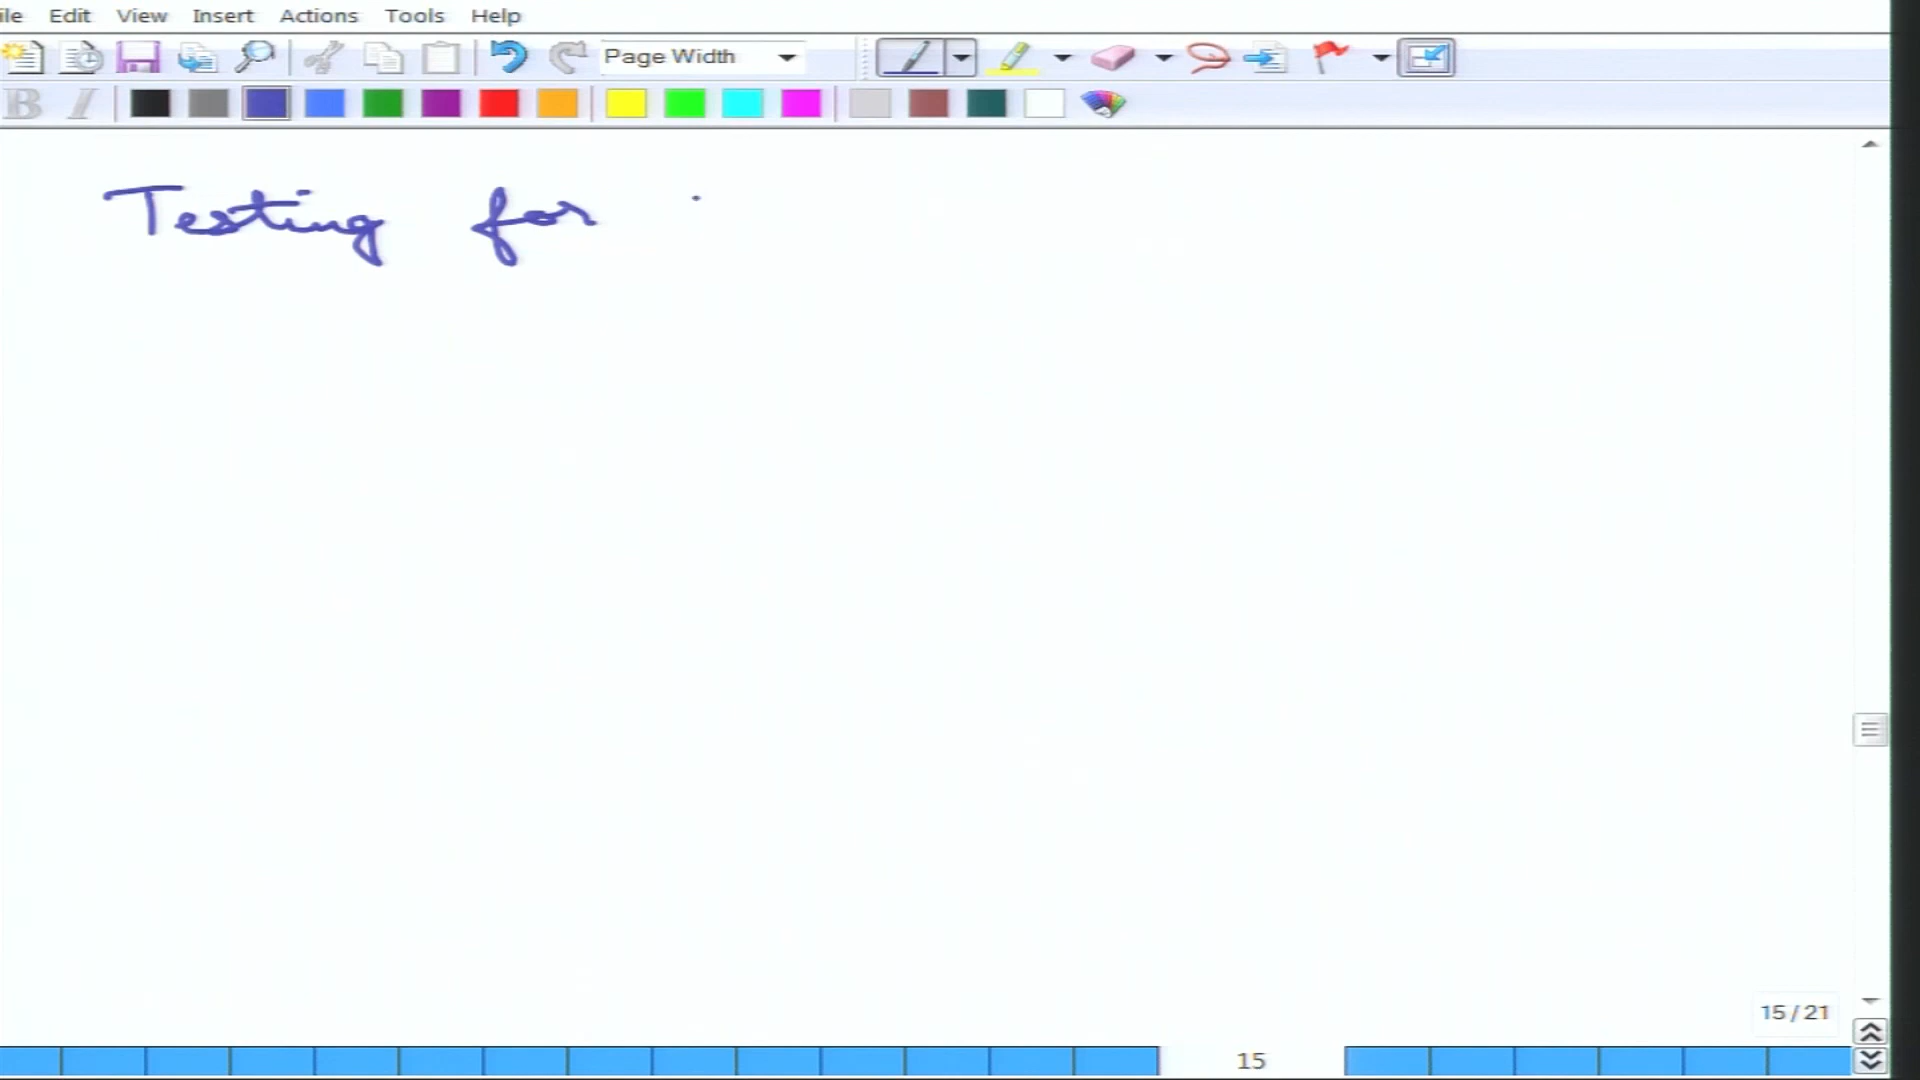 ile Edit View Insert Actions Tools Help
Page Width
B I
Testing for
15 / 21
15